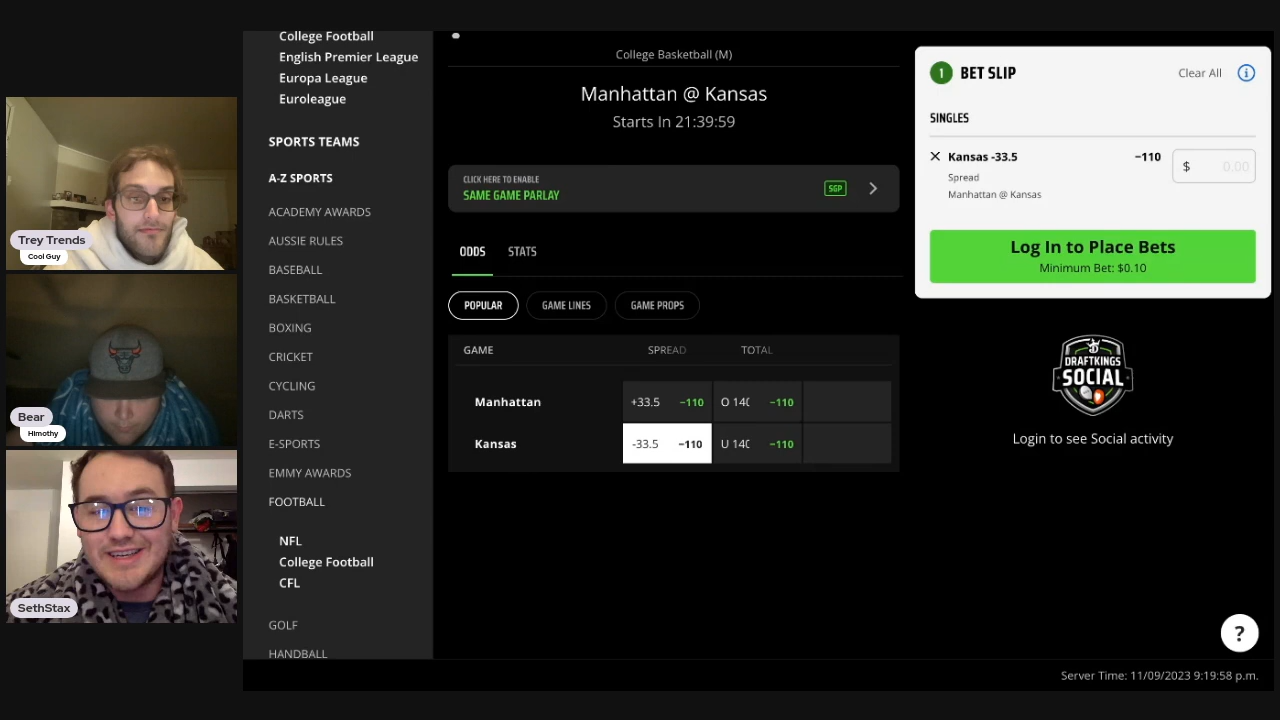 Trey Trends
Cool Guy
Bear
Himothy
SethStax
College Football
English Premier League
Europa League
Euroleague
SPORTS TEAMS
A-Z SPORTS
ACADEMY AWARDS
AUSSIE RULES
BASEBALL
BASKETBALL
BOXING
CRICKET
CYCLING
DARTS
E-SPORTS
EMMY AWARDS
FOOTBALL
NFL
College Football
CFL
GOLF
HANDBALL
College Basketball (M)
Manhattan @ Kansas
Starts In 21:39:59
CLICK HERE TO ENABLE
SAME GAME PARLAY
SGP
ODDS STATS
POPULAR GAME LINES GAME PROPS
GAME SPREAD TOTAL
Manhattan +33.5 −110 O 140 −110
Kansas -33.5 −110 U 140 −110
1 BET SLIP Clear All
SINGLES
Kansas -33.5 −110 $ 0.00
Spread
Manhattan @ Kansas
Log In to Place Bets
Minimum Bet: $0.10
DRAFTKINGS
SOCIAL
Login to see Social activity
?
Server Time: 11/09/2023 9:19:58 p.m.